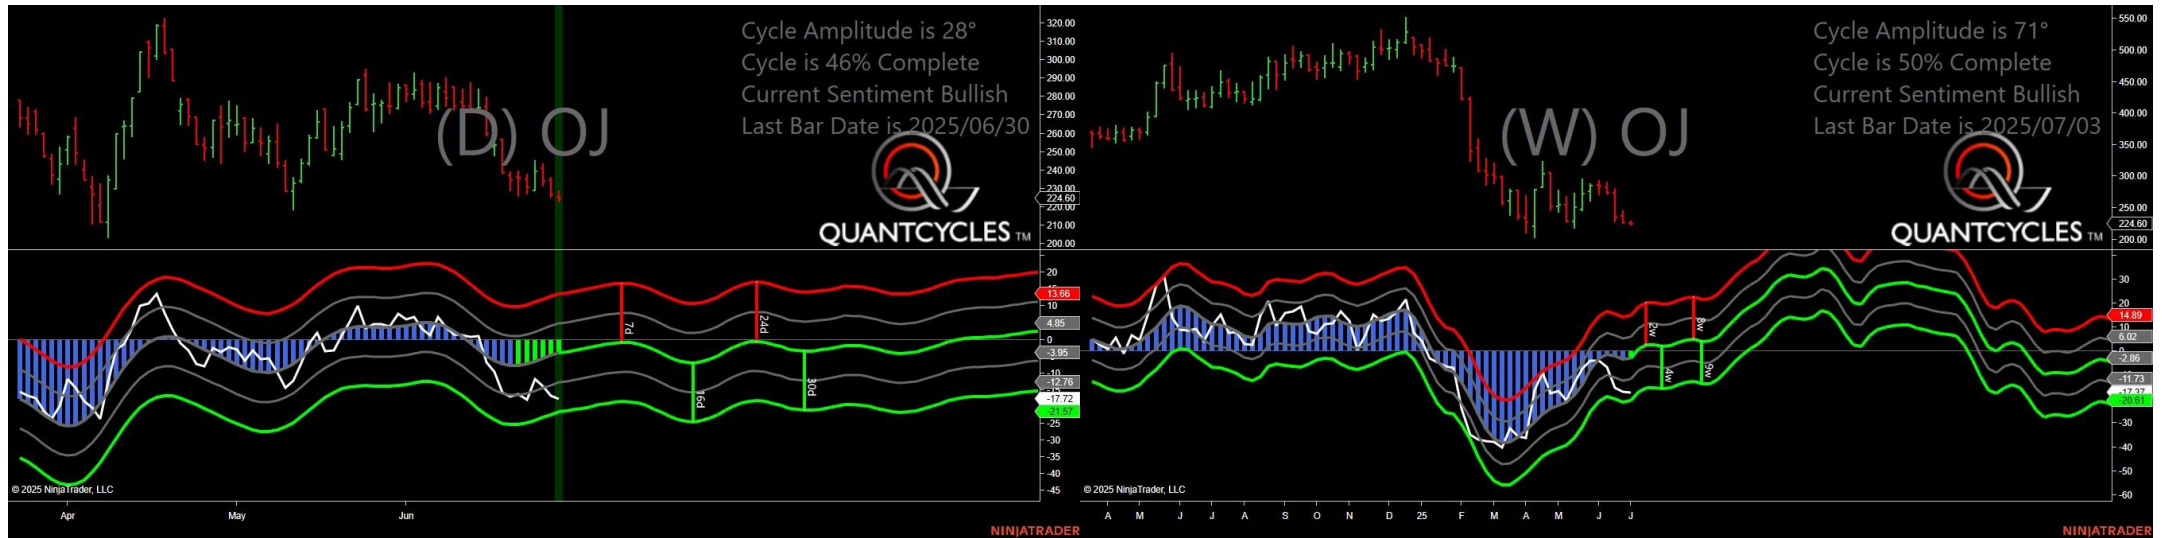 Cycle Amplitude is 28°
Cycle is 46% Complete
Current Sentiment Bullish
Last Bar Date is 2025/06/30
(D) OJ
QUANTCYCLES TM
320.00
310.00
300.00
290.00
280.00
270.00
260.00
250.00
240.00
230.00
224.60
220.00
210.00
200.00
20
13.66
10
4.85
0
-3.95
-10
-12.76
-17.72
-21.57
-25
-30
-35
-40
-45
7d
16d
24d
30d
© 2025 NinjaTrader, LLC
Apr May Jun
NINJATRADER
Cycle Amplitude is 71°
Cycle is 50% Complete
Current Sentiment Bullish
Last Bar Date is 2025/07/03
(W) OJ
QUANTCYCLES TM
550.00
500.00
450.00
400.00
350.00
300.00
250.00
224.60
200.00
30
20
14.89
10
6.02
0
-2.86
-11.73
-17.37
-20.61
-30
-40
-50
-60
2w
4w
8w
9w
© 2025 NinjaTrader, LLC
A M J J A S O N D 25 F M A M J J
NINJATRADER